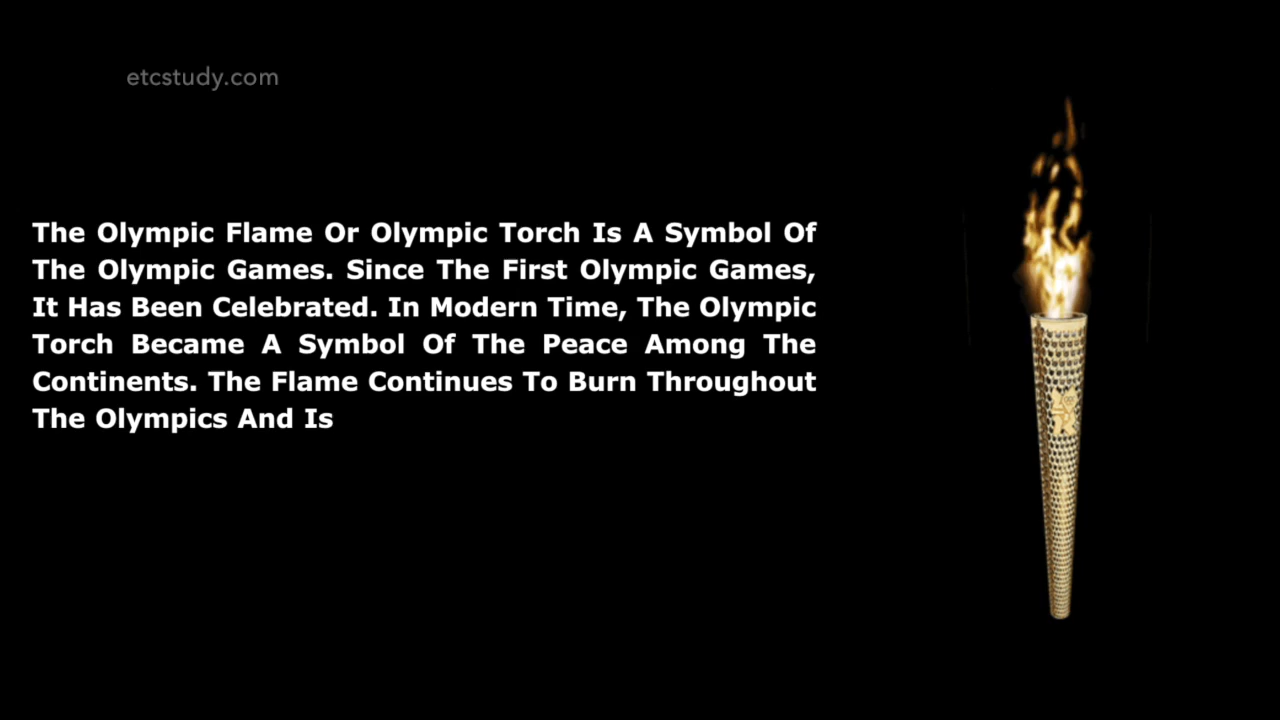 etcstudy.com
The Olympic Flame Or Olympic Torch Is A Symbol Of
The Olympic Games. Since The First Olympic Games,
It Has Been Celebrated. In Modern Time, The Olympic
Torch Became A Symbol Of The Peace Among The
Continents. The Flame Continues To Burn Throughout
The Olympics And Is